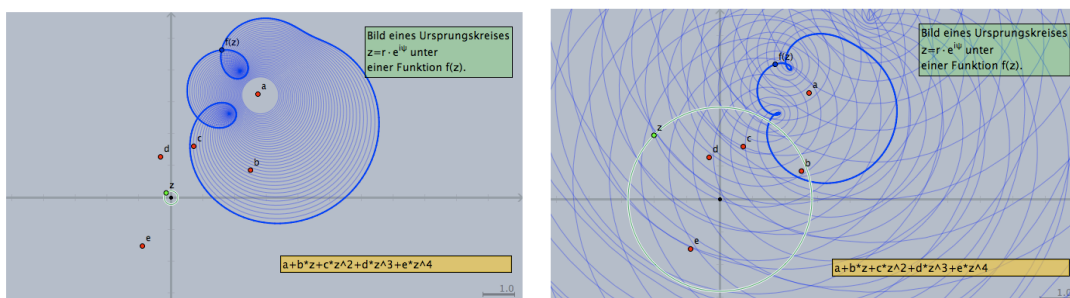 Bild eines Ursprungskreises
z=r·e^iφ unter
einer Funktion f(z).
f(z)
a
c
d
b
z
e
a+b*z+c*z^2+d*z^3+e*z^4
1.0
Bild eines Ursprungskreises
z=r·e^iφ unter
einer Funktion f(z).
f(z)
a
z
c
d
b
e
a+b*z+c*z^2+d*z^3+e*z^4
1.0